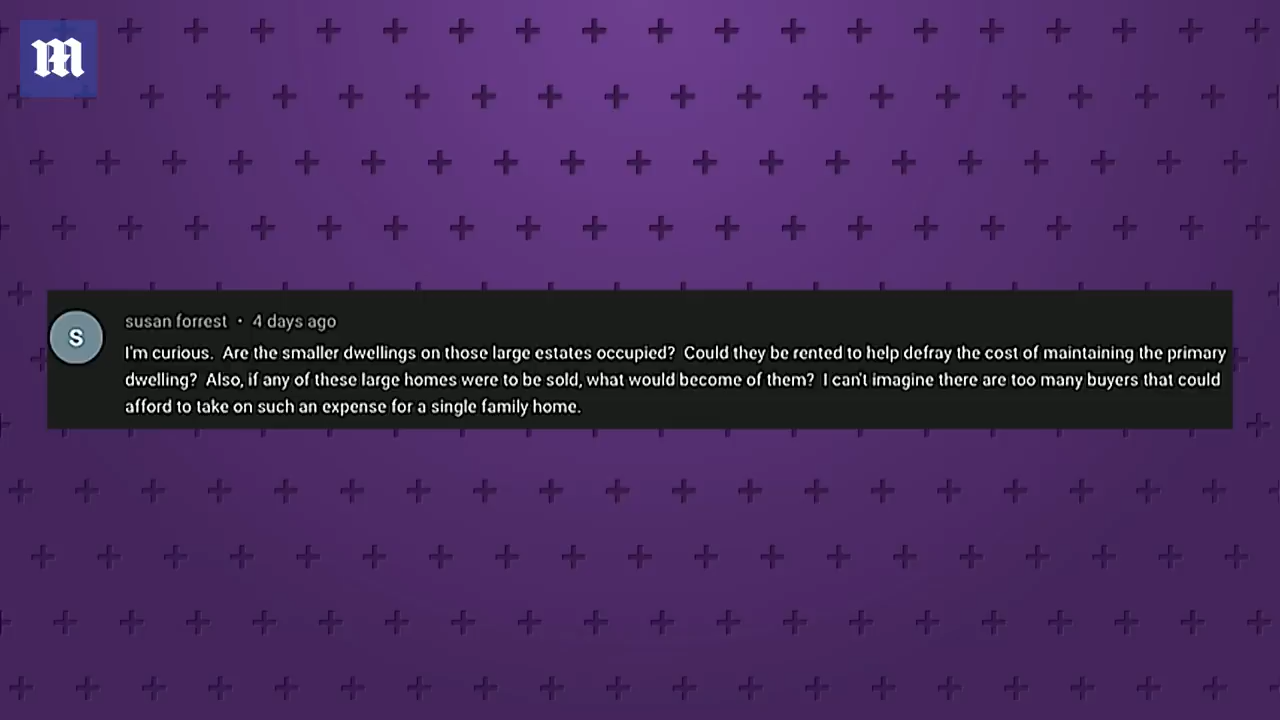 M
susan forrest · 4 days ago
S
I'm curious.  Are the smaller dwellings on those large estates occupied?  Could they be rented to help defray the cost of maintaining the primary
dwelling?  Also, if any of these large homes were to be sold, what would become of them?  I can't imagine there are too many buyers that could
afford to take on such an expense for a single family home.